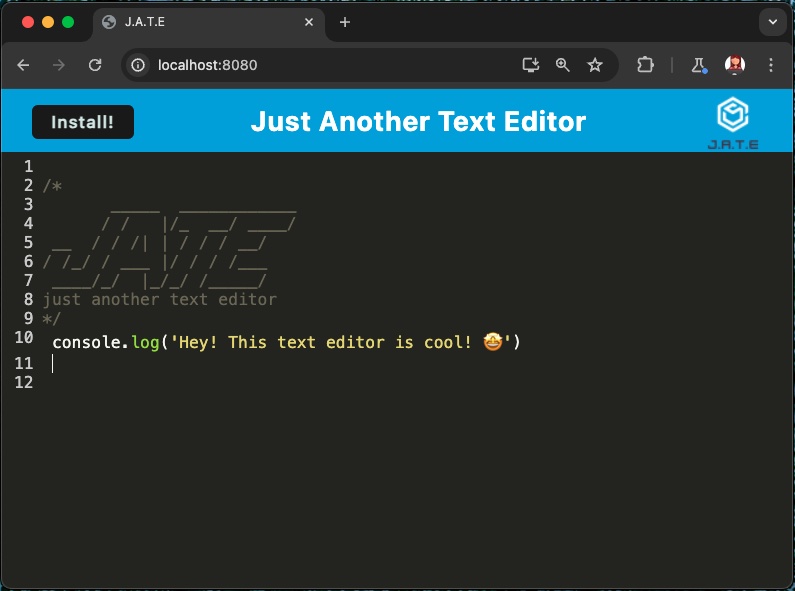 J.A.T.E
localhost:8080
Install!
Just Another Text Editor
J.A.T.E
1
2 /*
3        _____  ____________
4       / /   |/_  __/ ____/
5  __  / / /| | / / / __/
6 / /_/ / ___ |/ / / /___
7  ____/_/  |_/_/ /_____/
8 just another text editor
9 */
10  console.log('Hey! This text editor is cool! 🤩')
11
12